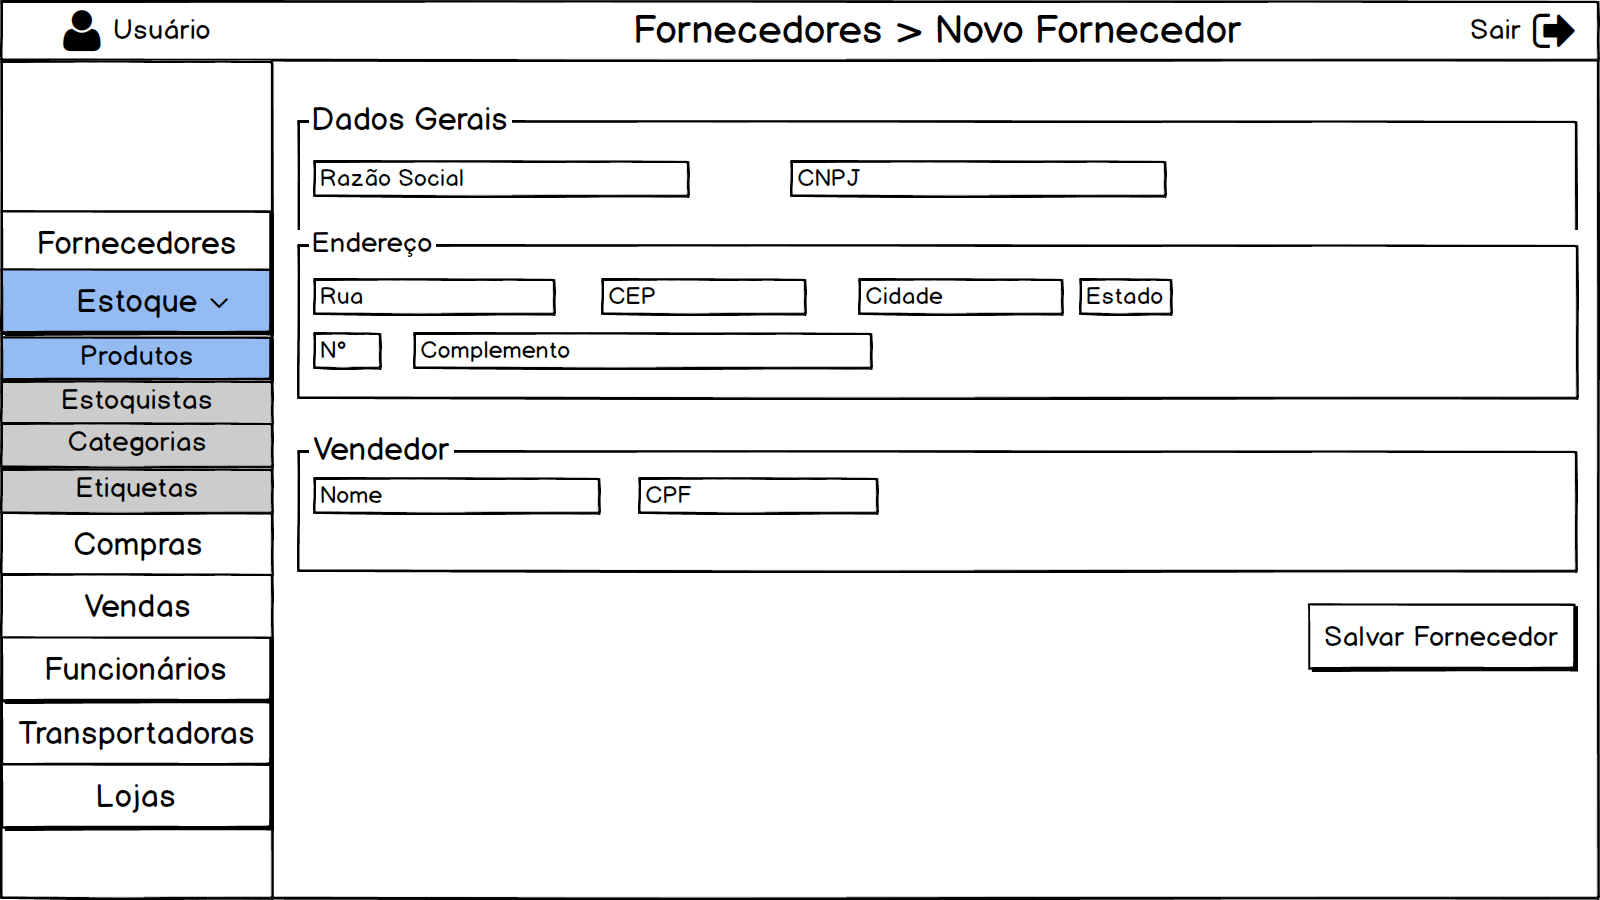 Usuário
Fornecedores > Novo Fornecedor
Sair
Fornecedores
Estoque
Produtos
Estoquistas
Categorias
Etiquetas
Compras
Vendas
Funcionários
Transportadoras
Lojas
Dados Gerais
Razão Social CNPJ
Endereço
Rua CEP Cidade Estado
Nº Complemento
Vendedor
Nome CPF
Salvar Fornecedor